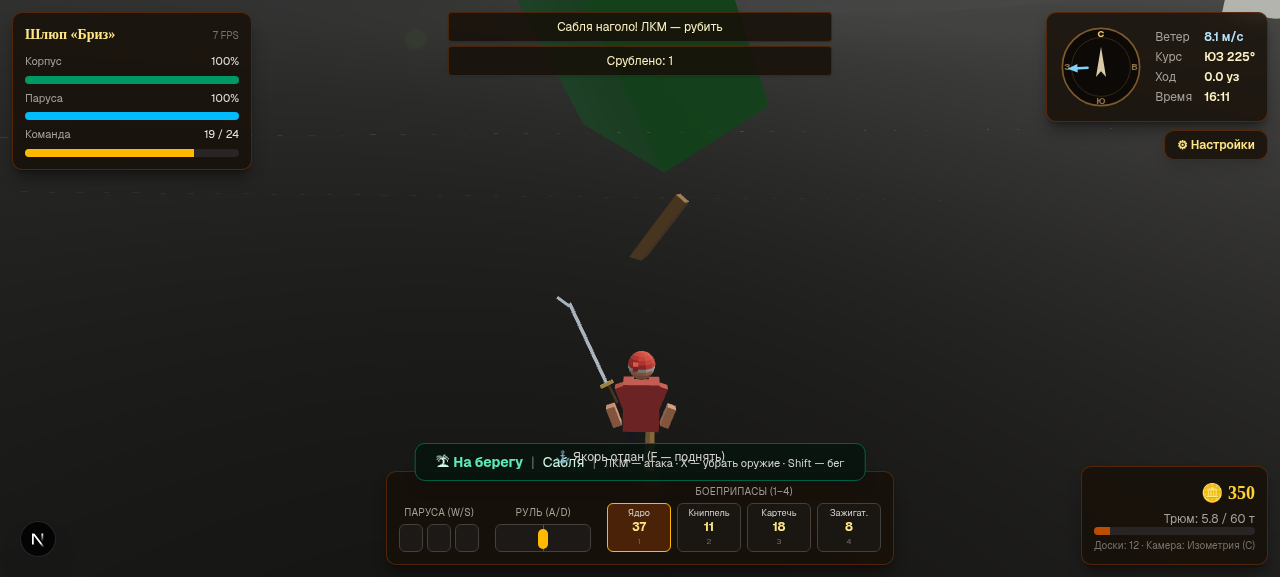 Шлюп «Бриз»
7 FPS
Корпус
100%
Паруса
100%
Команда
19 / 24
Сабля наголо! ЛКМ — рубить
Срублено: 1
С
З
В
Ю
Ветер 8.1 м/с
Курс ЮЗ 225°
Ход 0.0 уз
Время 16:11
⚙ Настройки
⚓ Якорь отдан (F — поднять)
🏝 На берегу | Сабля | ЛКМ — атака · X — убрать оружие · Shift — бег
БОЕПРИПАСЫ (1–4)
ПАРУСА (W/S)
РУЛЬ (A/D)
Ядро
37
1
Книппель
11
2
Картечь
18
3
Зажигат.
8
4
🪙 350
Трюм: 5.8 / 60 т
Доски: 12 · Камера: Изометрия (C)
N